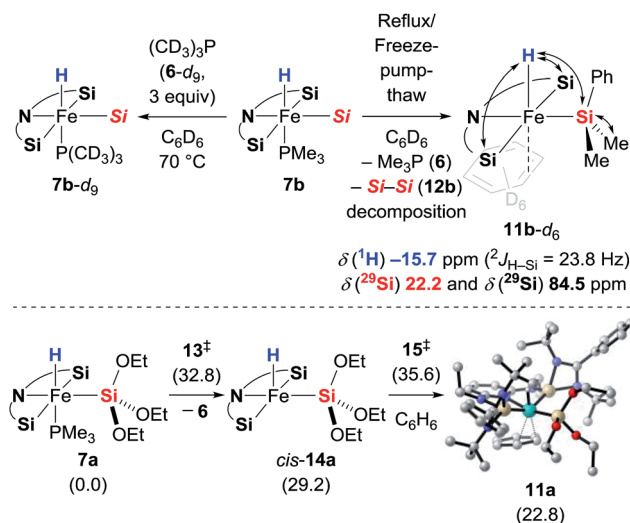 (CD3)3P
(6-d9,
3 equiv)
C6D6
70 °C
Reflux/
Freeze-
pump-
thaw
C6D6
– Me3P (6)
– Si–Si (12b)
decomposition
H
Si
N
Fe
Si
Si
P(CD3)3
7b-d9
H
Si
N
Fe
Si
Si
PMe3
7b
H
Si
Ph
N
Fe
Si
Si
Me
Me
D6
11b-d6
δ(1H) –15.7 ppm (2JH–Si = 23.8 Hz)
δ(29Si) 22.2 and δ(29Si) 84.5 ppm
H
Si
OEt
N
Fe
Si
OEt
Si
PMe3
OEt
7a
(0.0)
13‡
(32.8)
– 6
H
Si
OEt
N
Fe
Si
OEt
Si
OEt
cis-14a
(29.2)
15‡
(35.6)
C6H6
11a
(22.8)